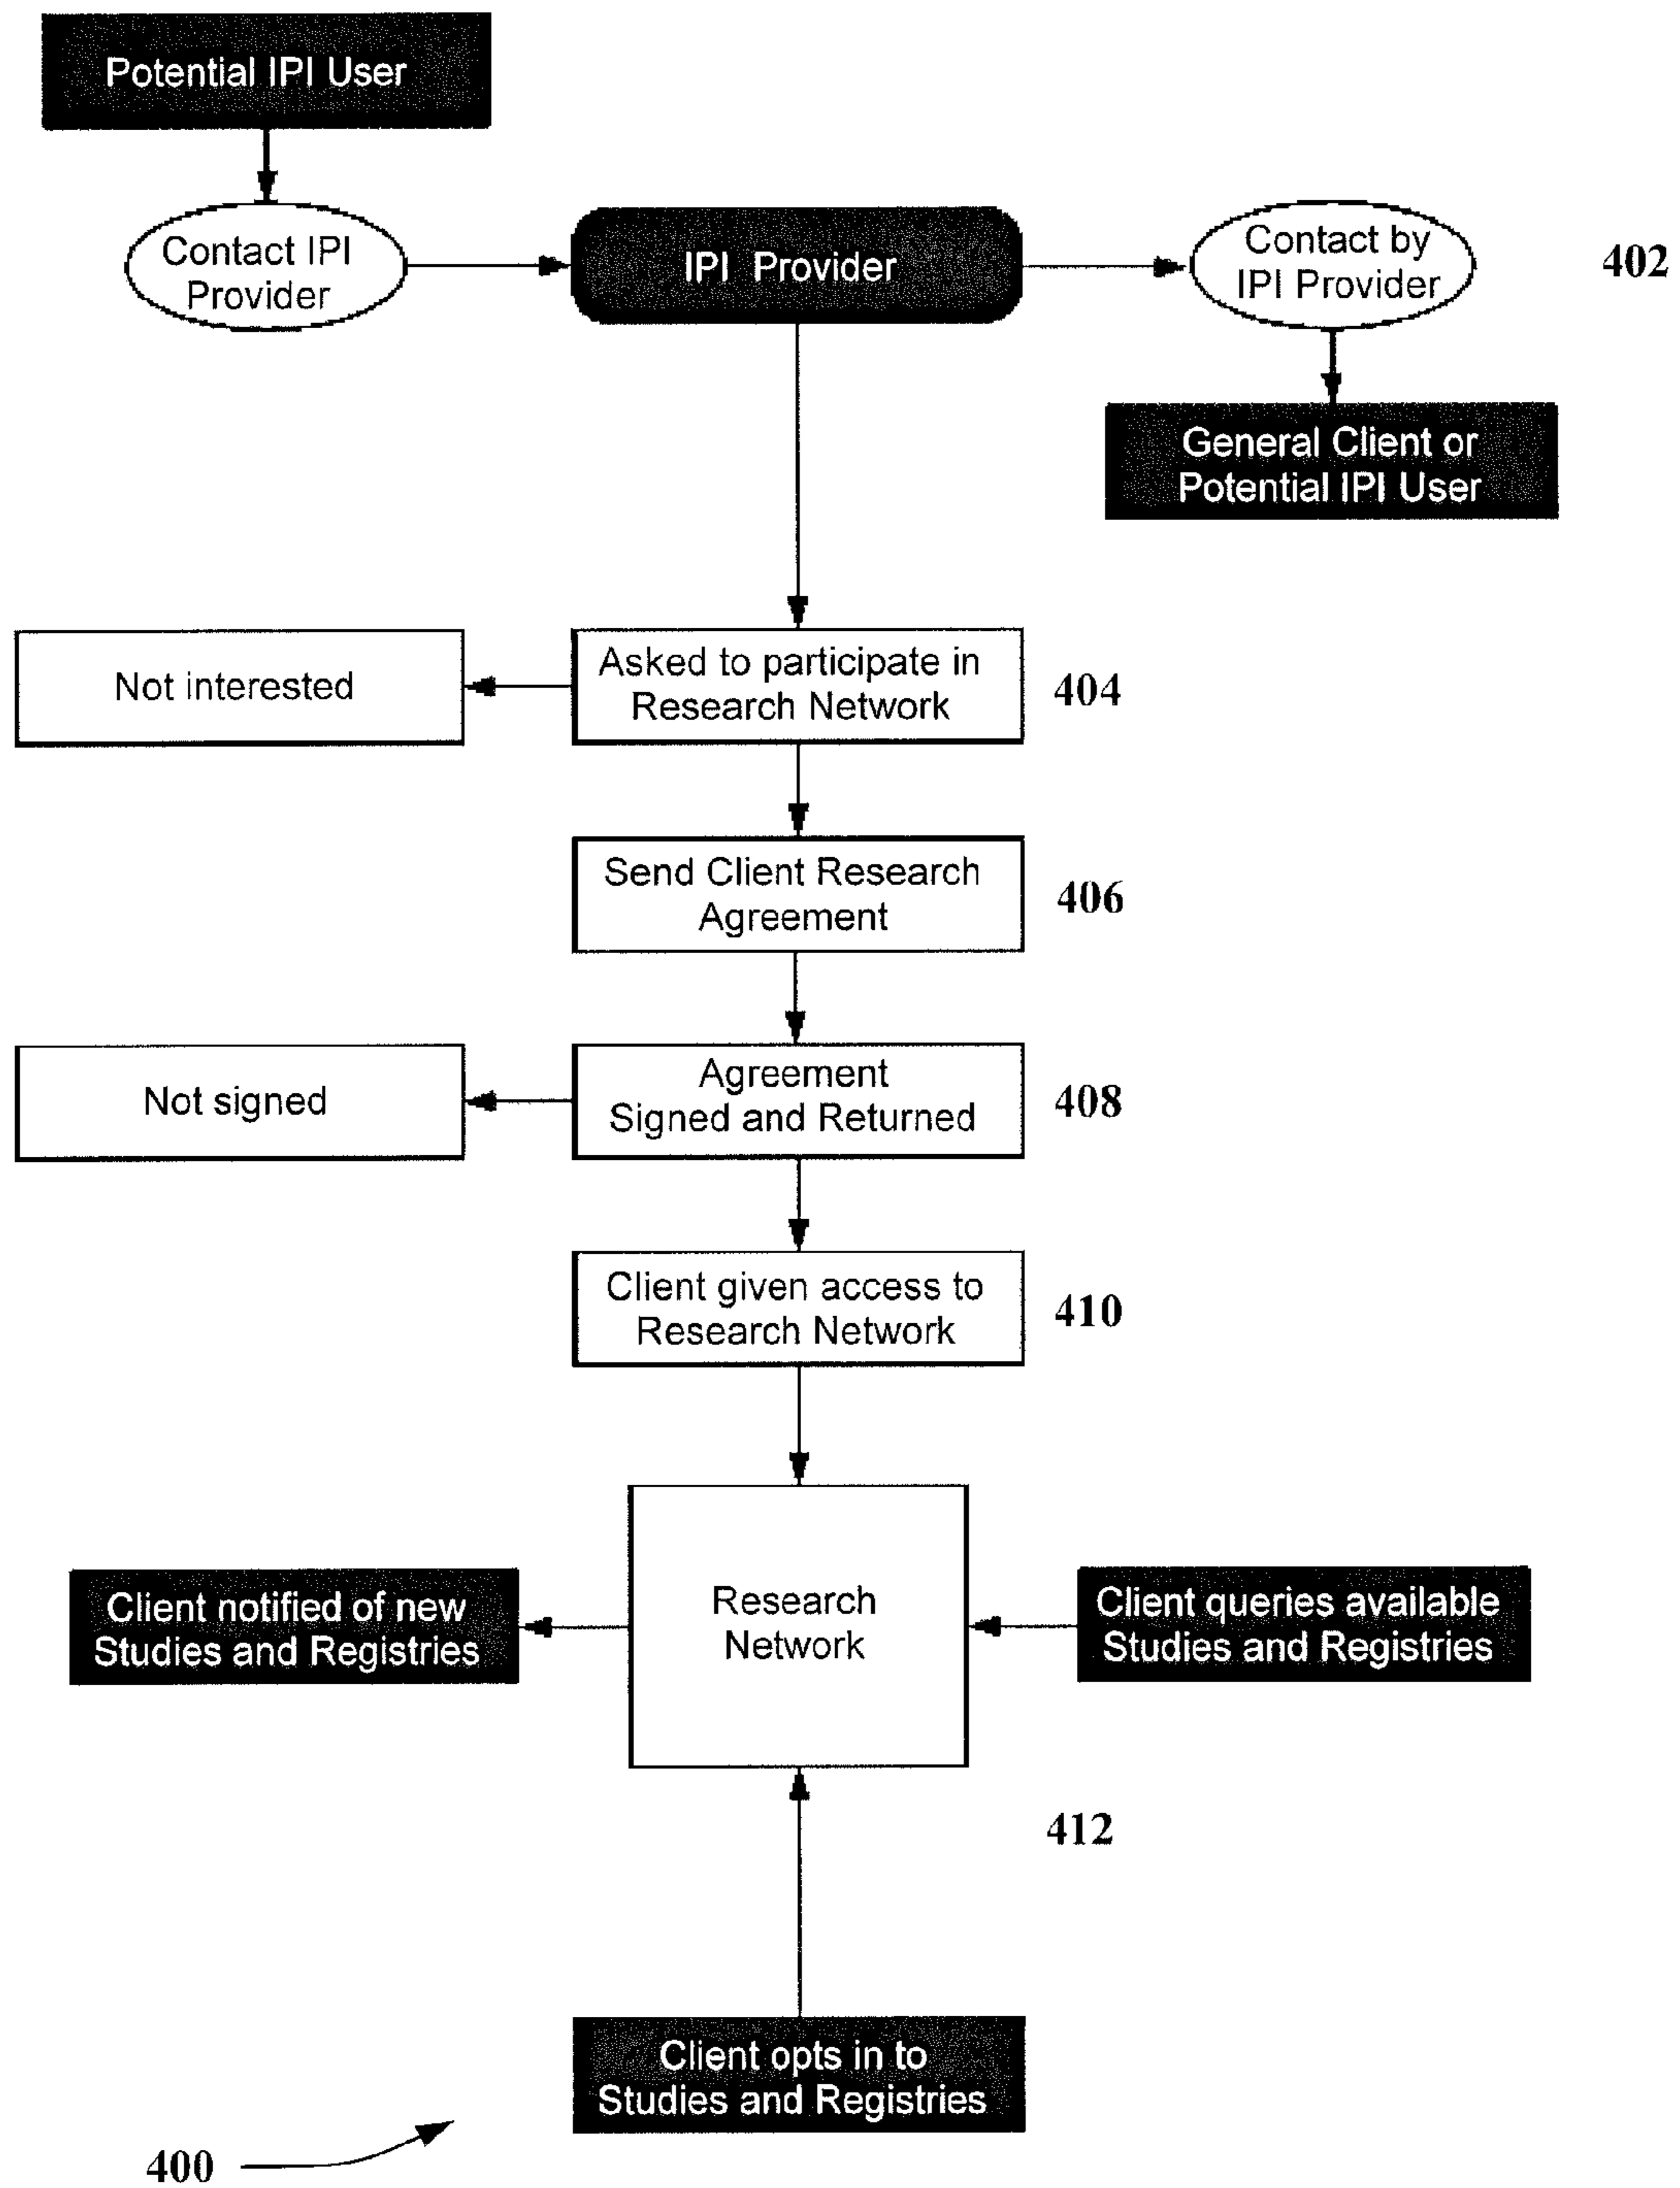 Potential IPI User
Contact IPI
Provider
IPI Provider
Contact by
IPI Provider
402
General Client or
Potential IPI User
Not interested
Asked to participate in
Research Network
404
Send Client Research
Agreement
406
Not signed
Agreement
Signed and Returned
408
Client given access to
Research Network
410
Client notified of new
Studies and Registries
Research
Network
Client queries available
Studies and Registries
412
Client opts in to
Studies and Registries
400